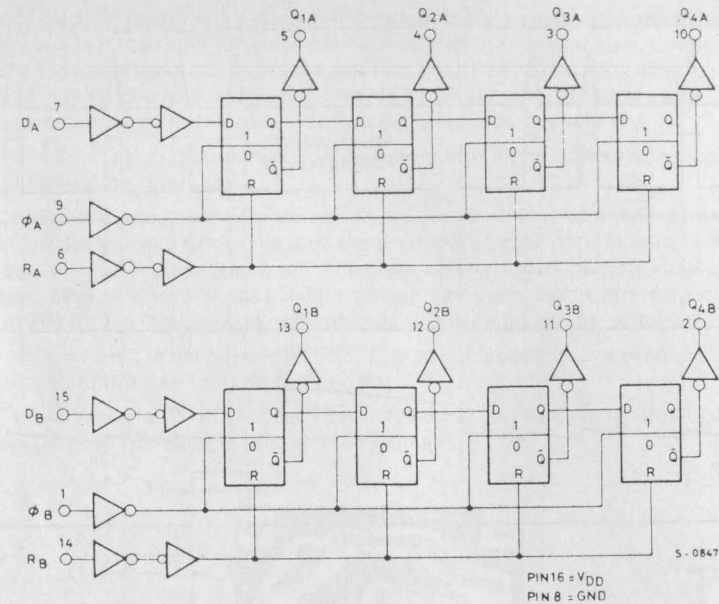 Q1A Q2A Q3A Q4A
5 4 3 10
7
DA D Q D Q D Q D Q
1 1 1 1
0 0 0 0
Q̄ Q̄ Q̄ Q̄
R R R R
9
ϕA
6
RA
Q1B Q2B Q3B Q4B
13 12 11 2
15
DB D Q D Q D Q D Q
1 1 1 1
0 0 0 0
Q̄ Q̄ Q̄ Q̄
R R R R
1
ϕB
14
RB
S-0847
PIN 16 = VDD
PIN 8 = GND